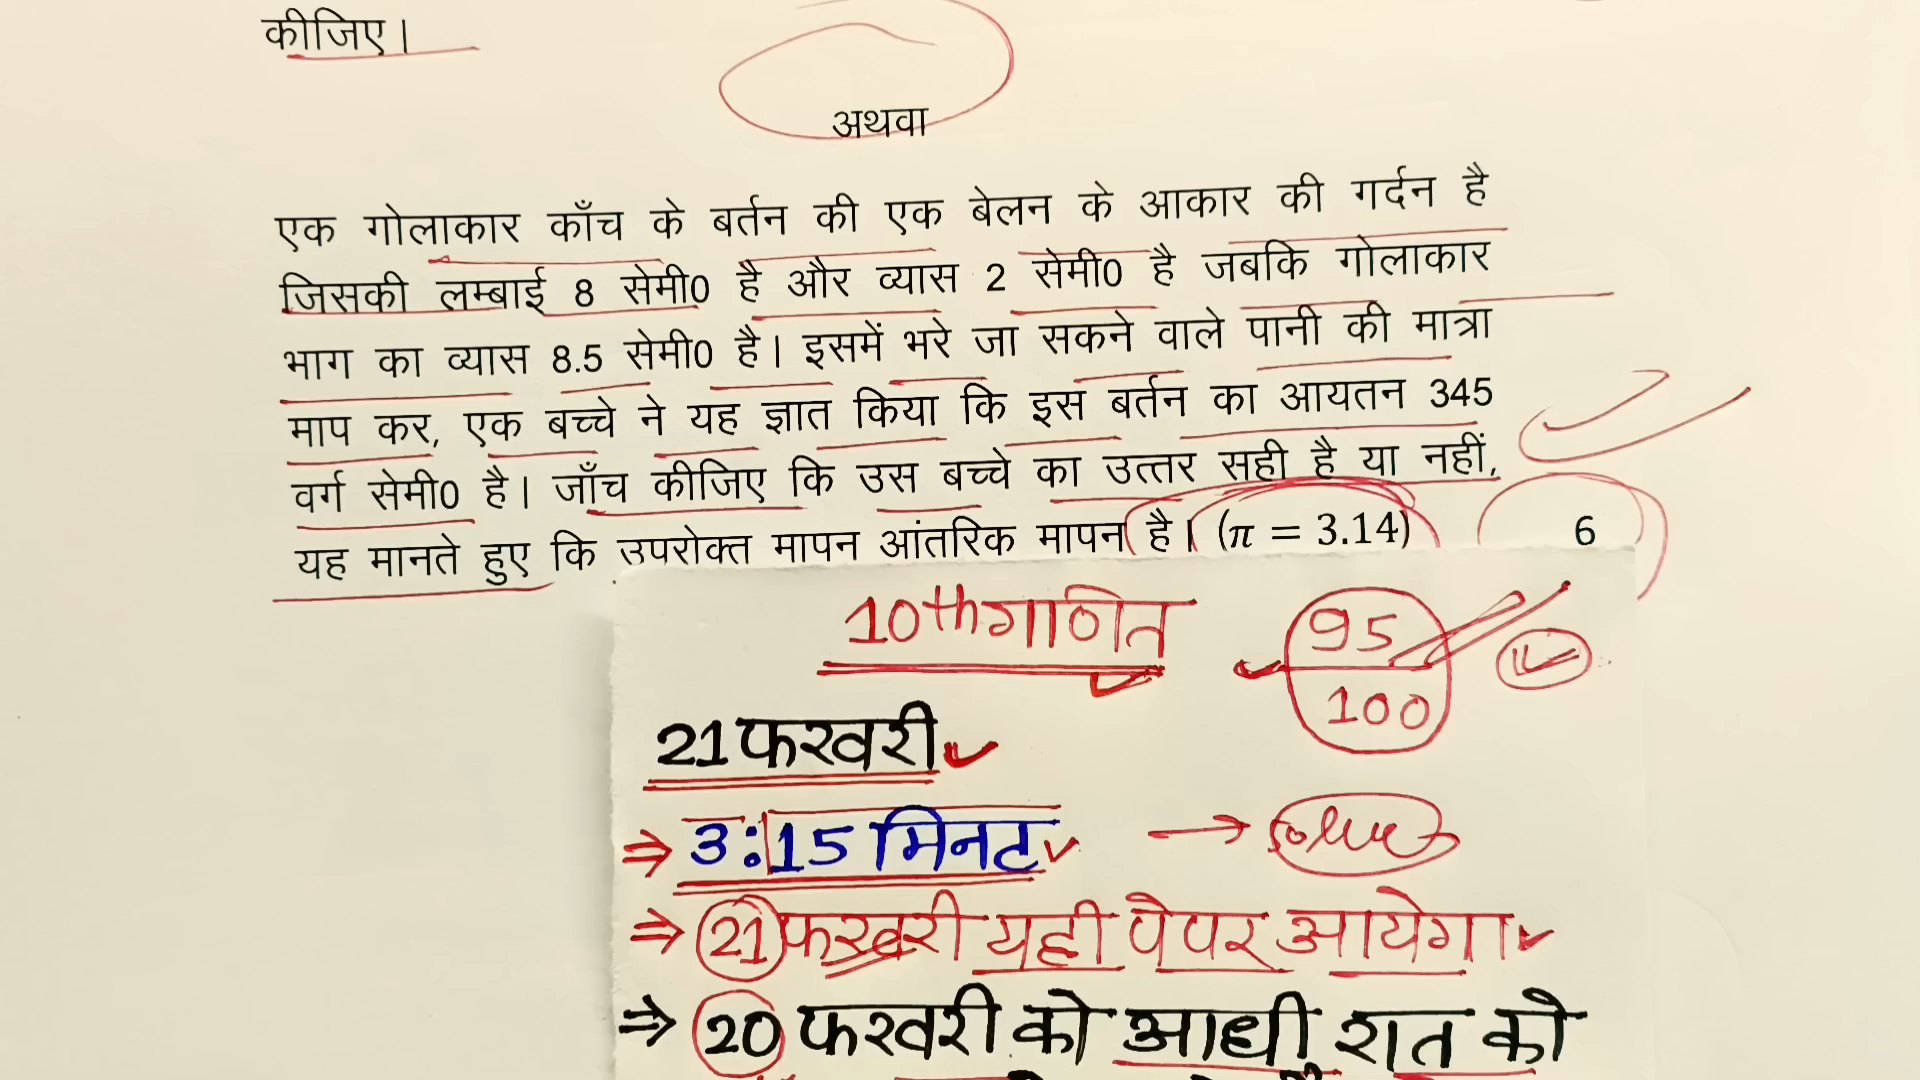 कीजिए।
अथवा
एक गोलाकार काँच के बर्तन की एक बेलन के आकार की गर्दन है
जिसकी लम्बाई 8 सेमी0 है और व्यास 2 सेमी0 है जबकि गोलाकार
भाग का व्यास 8.5 सेमी0 है। इसमें भरे जा सकने वाले पानी की मात्रा
माप कर, एक बच्चे ने यह ज्ञात किया कि इस बर्तन का आयतन 345
वर्ग सेमी0 है। जाँच कीजिए कि उस बच्चे का उत्तर सही है या नहीं,
यह मानते हुए कि उपरोक्त मापन आंतरिक मापन है। (π = 3.14) 6
10th गणित 95
100
21 फरवरी
⇒ 3:15 मिनट →
⇒ 21 फरवरी यही पेपर आयेगा
⇒ 20 फरवरी को आधी रात को